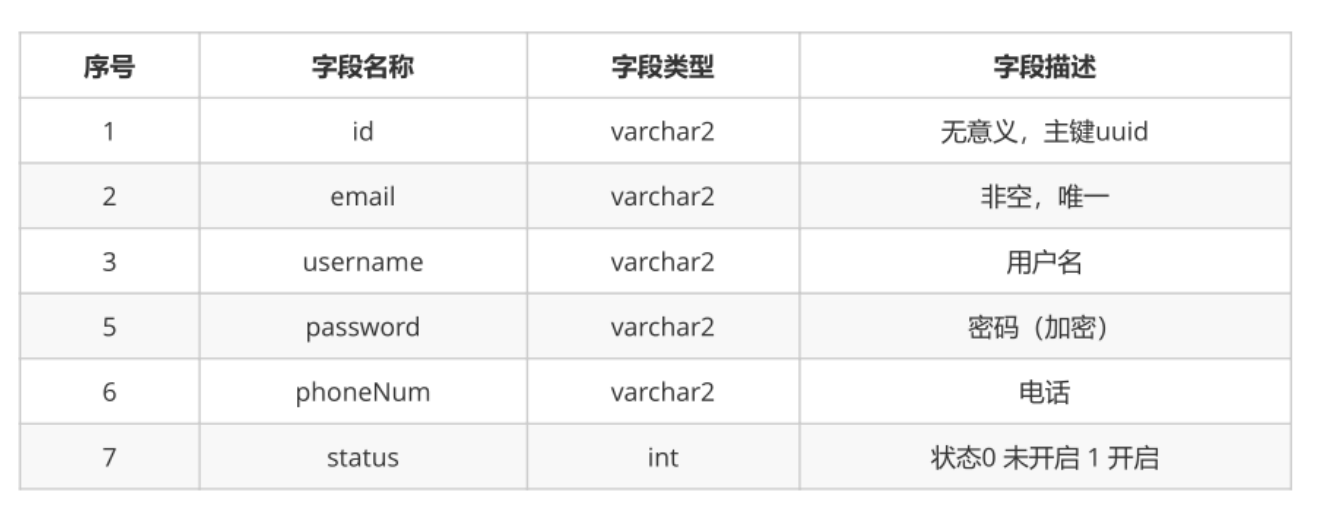 序号 字段名称 字段类型 字段描述
1 id varchar2 无意义，主键uuid
2 email varchar2 非空，唯一
3 username varchar2 用户名
5 password varchar2 密码（加密）
6 phoneNum varchar2 电话
7 status int 状态0 未开启 1 开启